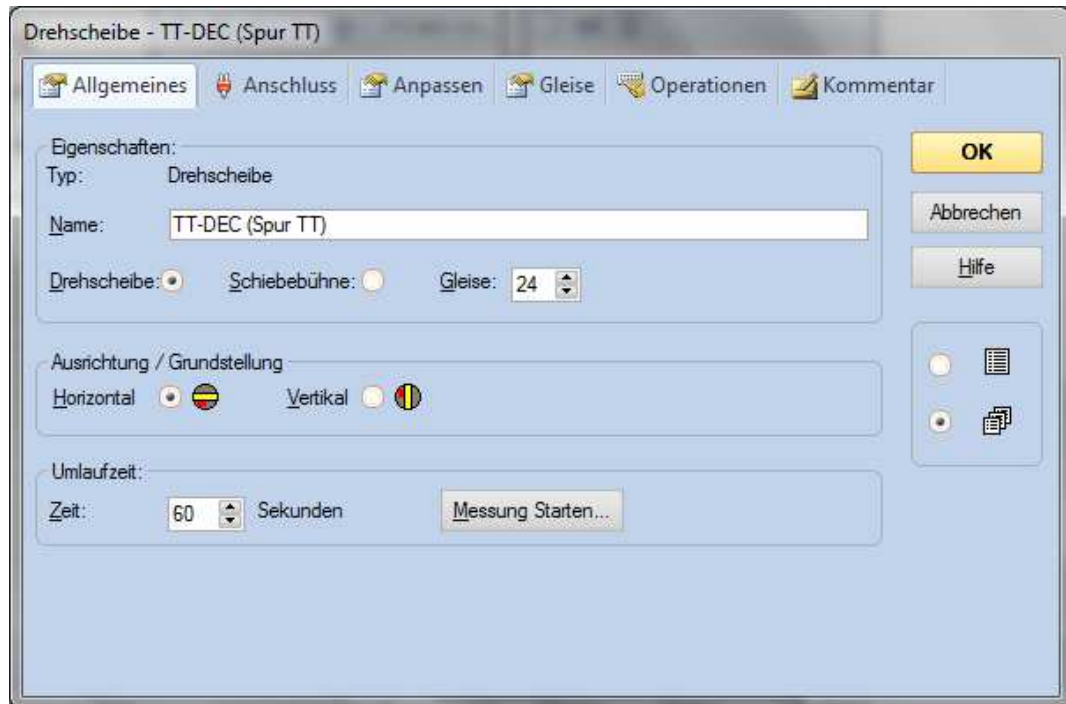 Drehscheibe - TT-DEC (Spur TT)
Allgemeines Anschluss Anpassen Gleise Operationen Kommentar
Eigenschaften:
Typ: Drehscheibe
Name: TT-DEC (Spur TT)
Drehscheibe: Schiebebühne: Gleise: 24
Ausrichtung / Grundstellung
Horizontal Vertikal
Umlaufzeit:
Zeit: 60 Sekunden Messung Starten...
OK
Abbrechen
Hilfe